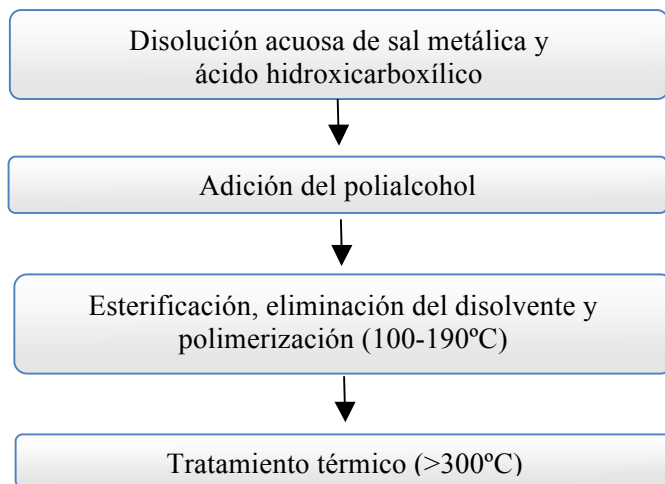 Disolución acuosa de sal metálica y
ácido hidroxicarboxílico
Adición del polialcohol
Esterificación, eliminación del disolvente y
polimerización (100-190ºC)
Tratamiento térmico (>300ºC)